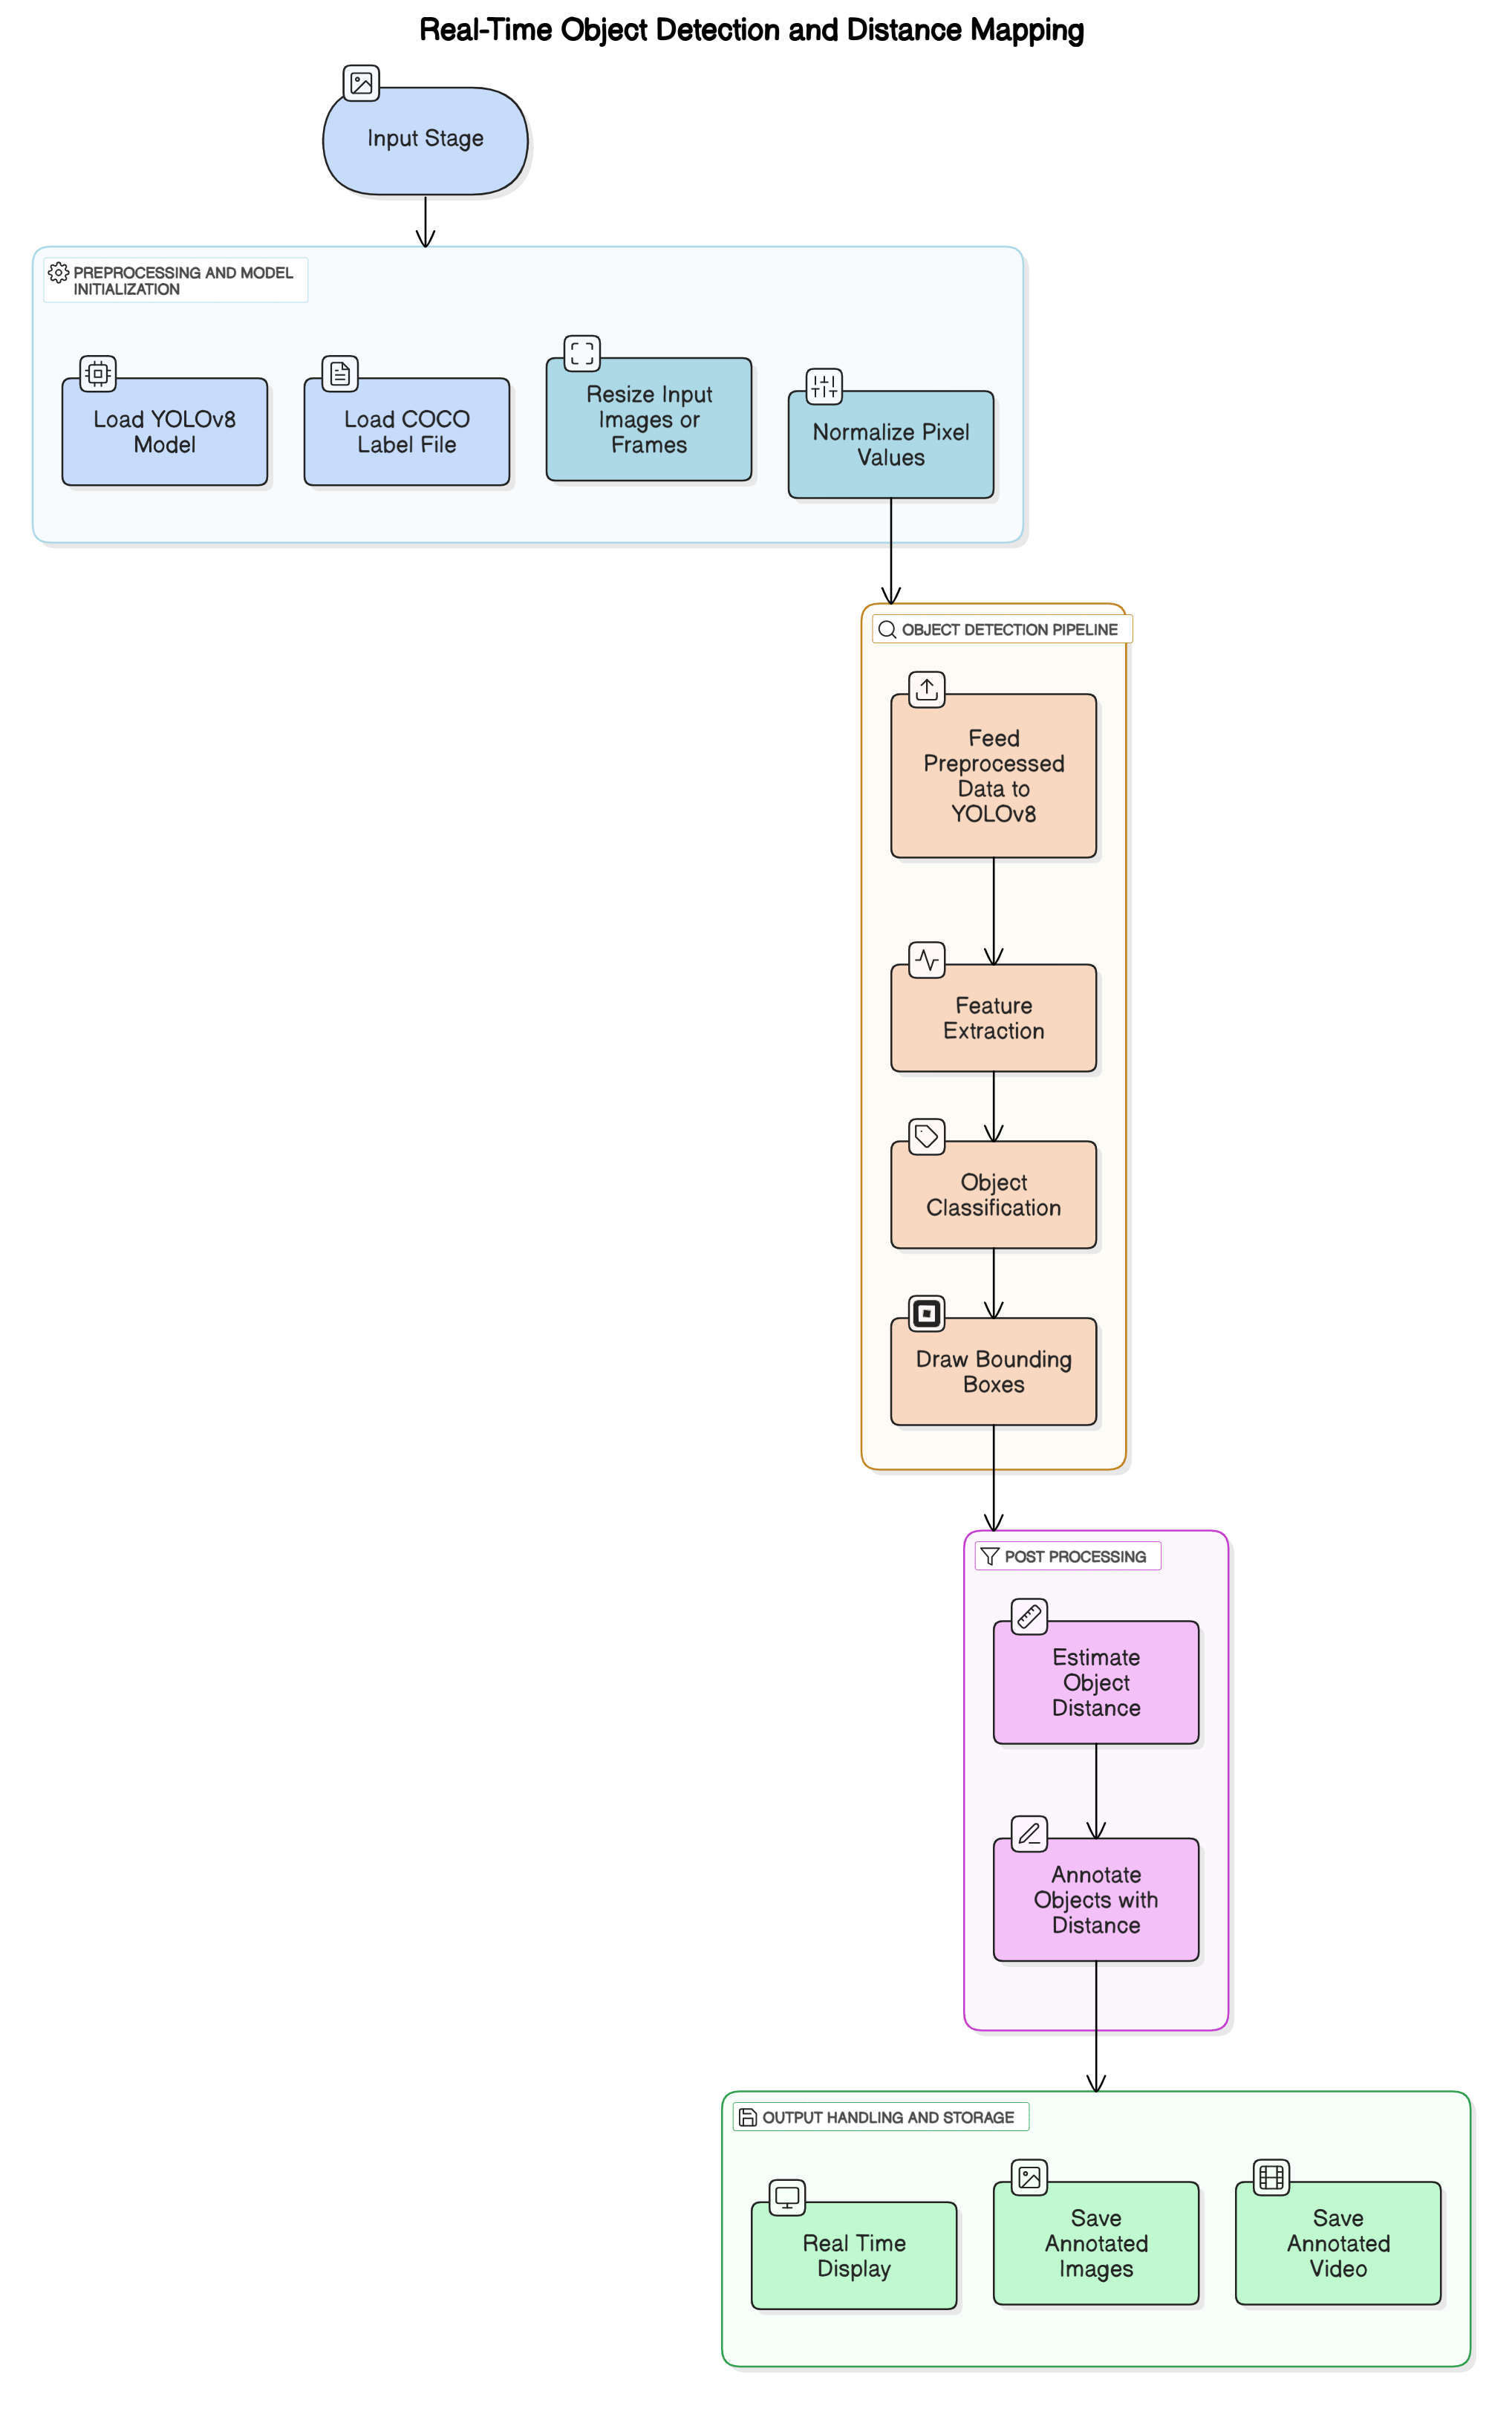 Real-Time Object Detection and Distance Mapping
Input Stage
PREPROCESSING AND MODEL
INITIALIZATION
Load YOLOv8
Model
Load COCO
Label File
Resize Input
Images or
Frames
Normalize Pixel
Values
OBJECT DETECTION PIPELINE
Feed
Preprocessed
Data to
YOLOv8
Feature
Extraction
Object
Classification
Draw Bounding
Boxes
POST PROCESSING
Estimate
Object
Distance
Annotate
Objects with
Distance
OUTPUT HANDLING AND STORAGE
Real Time
Display
Save
Annotated
Images
Save
Annotated
Video